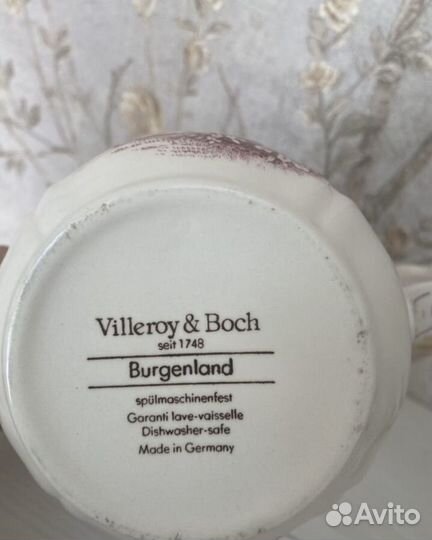 Villeroy & Boch
seit 1748
Burgenland
spülmaschinenfest
Garanti lave-vaisselle
Dishwasher-safe
Made in Germany
Avito